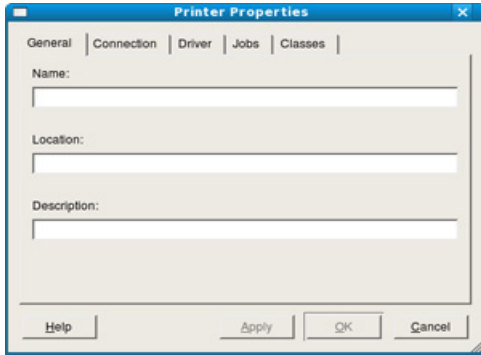 Printer Properties
General Connection Driver Jobs Classes
Name:
Location:
Description:
Help Apply OK Cancel